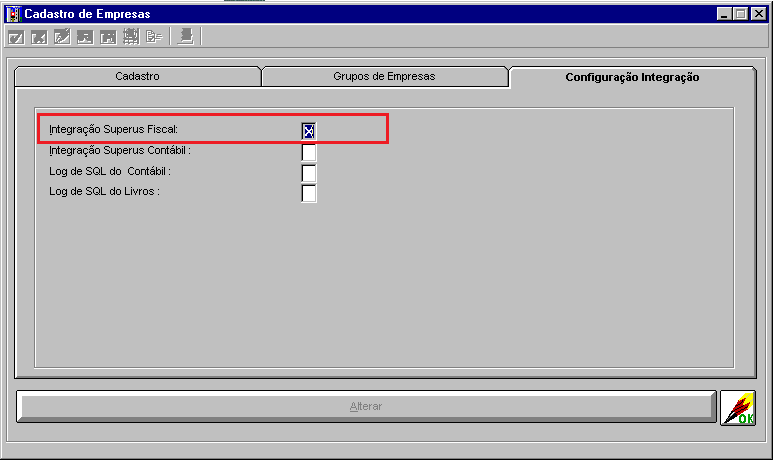 Cadastro de Empresas
Cadastro
Grupos de Empresas
Configuração Integração
Integração Superus Fiscal:
Integração Superus Contábil :
Log de SQL do Contábil :
Log de SQL do Livros :
Alterar
OK